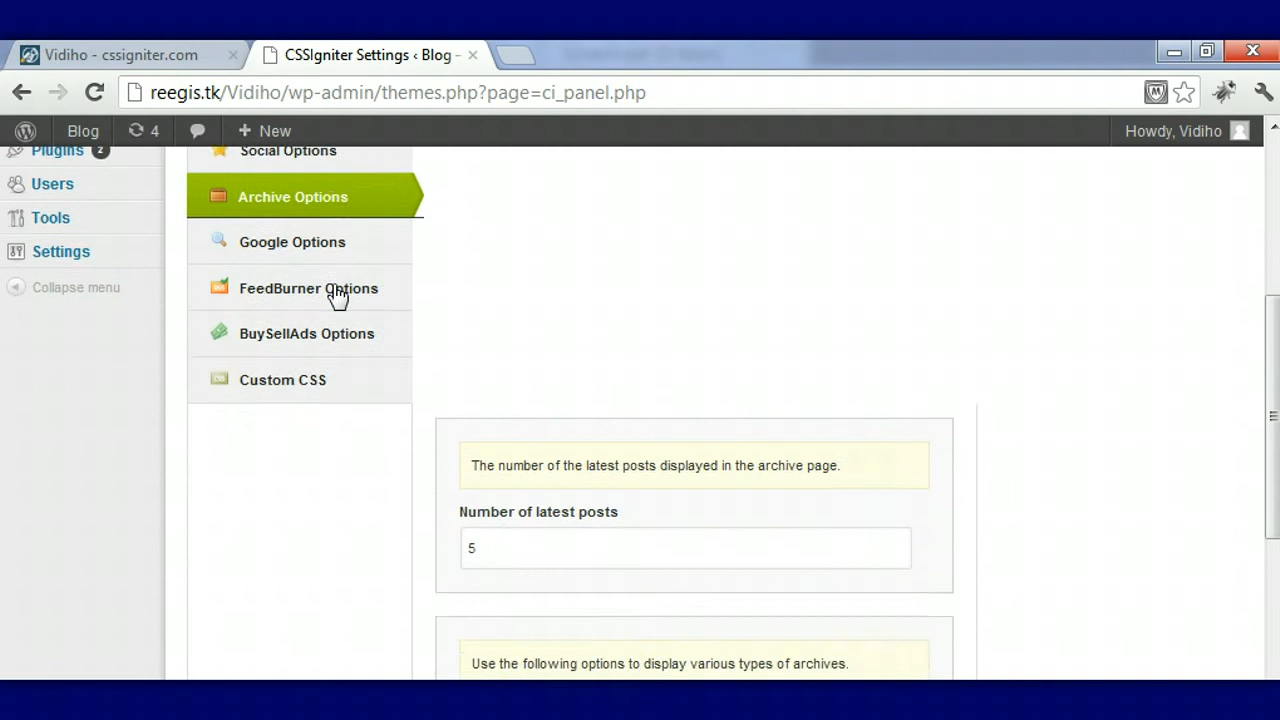 Vidiho - cssigniter.com
CSSIgniter Settings ‹ Blog -
reegis.tk/Vidiho/wp-admin/themes.php?page=ci_panel.php
Blog
4
New
Howdy, Vidiho
Plugins 2
Users
Tools
Settings
Collapse menu
Social Options
Archive Options
Google Options
FeedBurner Options
BuySellAds Options
Custom CSS
The number of the latest posts displayed in the archive page.
Number of latest posts
5
Use the following options to display various types of archives.